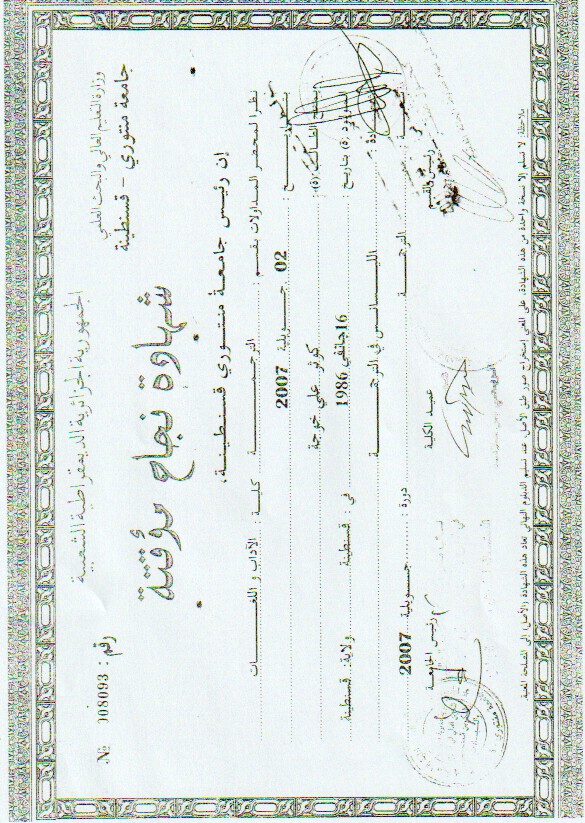 الجمهورية الجزائرية الديمقراطية الشعبية
وزارة التعليم العالي والبحث العلمي
جامعة منتوري - قسنطينة
رقم : 008093 №
شهادة نجاح مؤقتة
إن رئيس جامعة منتوري قسنطينة،
نظرا لمحضر المداولات بقسم : الترجمة كلية : الآداب و اللغات
بتاريخ : 02 جويلية 2007
يمنح الطالب (ة) : كوثر علي خوجة
المولود (ة) بتاريخ : 16جانفي 1986 في : قسنطينة ولاية: قسنطينة
شهادة : الليسانس في الترجمة
شعبة : الترجمة دورة : جويلية 2007
رئيس القسم عميد الكلية رئيس الجامعة
ملاحظة: لا تسلم إلا نسخة واحدة من هذه الشهادة، على المعني إستخراج صور طبق الأصل، عند تسليم الدبلوم النهائي تعاد هذه الشهادة (الأصل) إلى المصلحة المعنية.